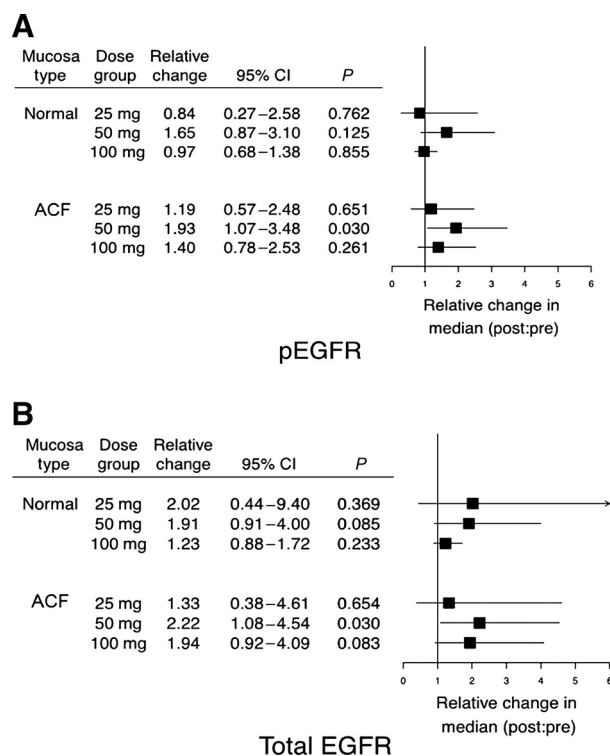 A
Mucosa type Dose group Relative change 95% CI P
Normal 25 mg 0.84 0.27–2.58 0.762
50 mg 1.65 0.87–3.10 0.125
100 mg 0.97 0.68–1.38 0.855
ACF 25 mg 1.19 0.57–2.48 0.651
50 mg 1.93 1.07–3.48 0.030
100 mg 1.40 0.78–2.53 0.261
0 1 2 3 4 5 6
Relative change in
median (post:pre)
pEGFR
B
Mucosa type Dose group Relative change 95% CI P
Normal 25 mg 2.02 0.44–9.40 0.369
50 mg 1.91 0.91–4.00 0.085
100 mg 1.23 0.88–1.72 0.233
ACF 25 mg 1.33 0.38–4.61 0.654
50 mg 2.22 1.08–4.54 0.030
100 mg 1.94 0.92–4.09 0.083
0 1 2 3 4 5 6
Relative change in
median (post:pre)
Total EGFR